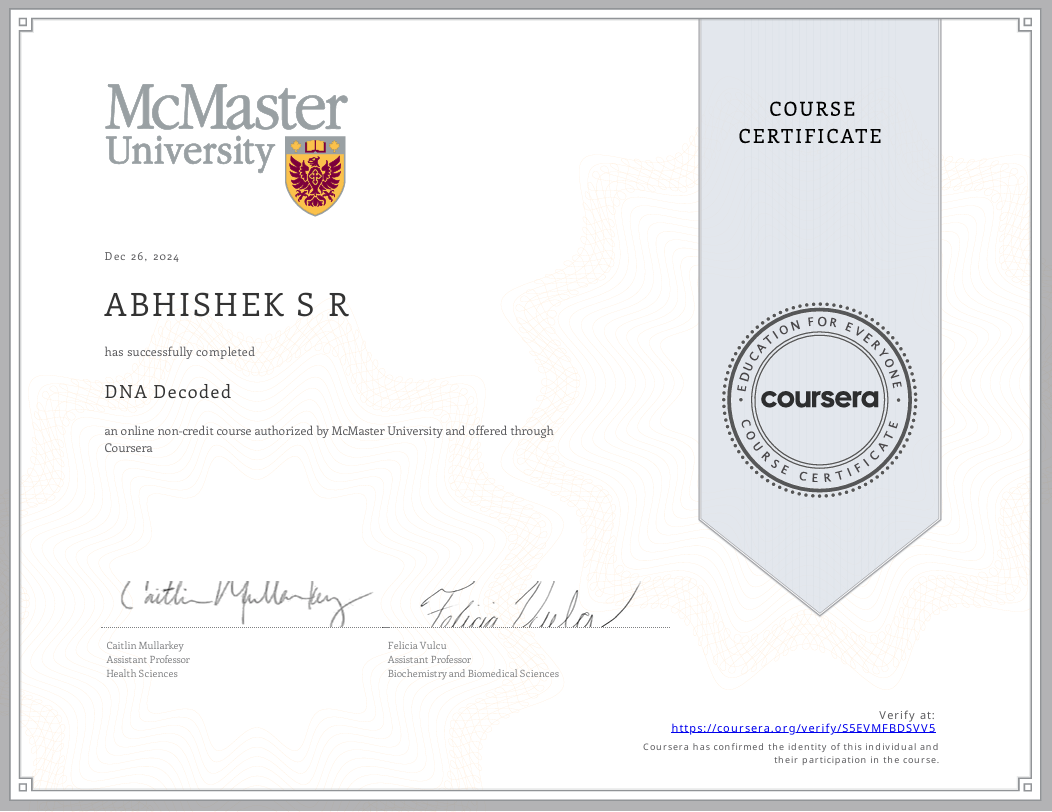 McMaster
University
COURSE
CERTIFICATE
Dec 26, 2024
ABHISHEK S R
has successfully completed
DNA Decoded
an online non-credit course authorized by McMaster University and offered through
Coursera
EDUCATION FOR EVERYONE
coursera
COURSE CERTIFICATE
Caitlin Mullarkey
Felicia Vulcu
Caitlin Mullarkey
Assistant Professor
Health Sciences
Felicia Vulcu
Assistant Professor
Biochemistry and Biomedical Sciences
Verify at:
https://coursera.org/verify/S5EVMFBDSVV5
Coursera has confirmed the identity of this individual and
their participation in the course.